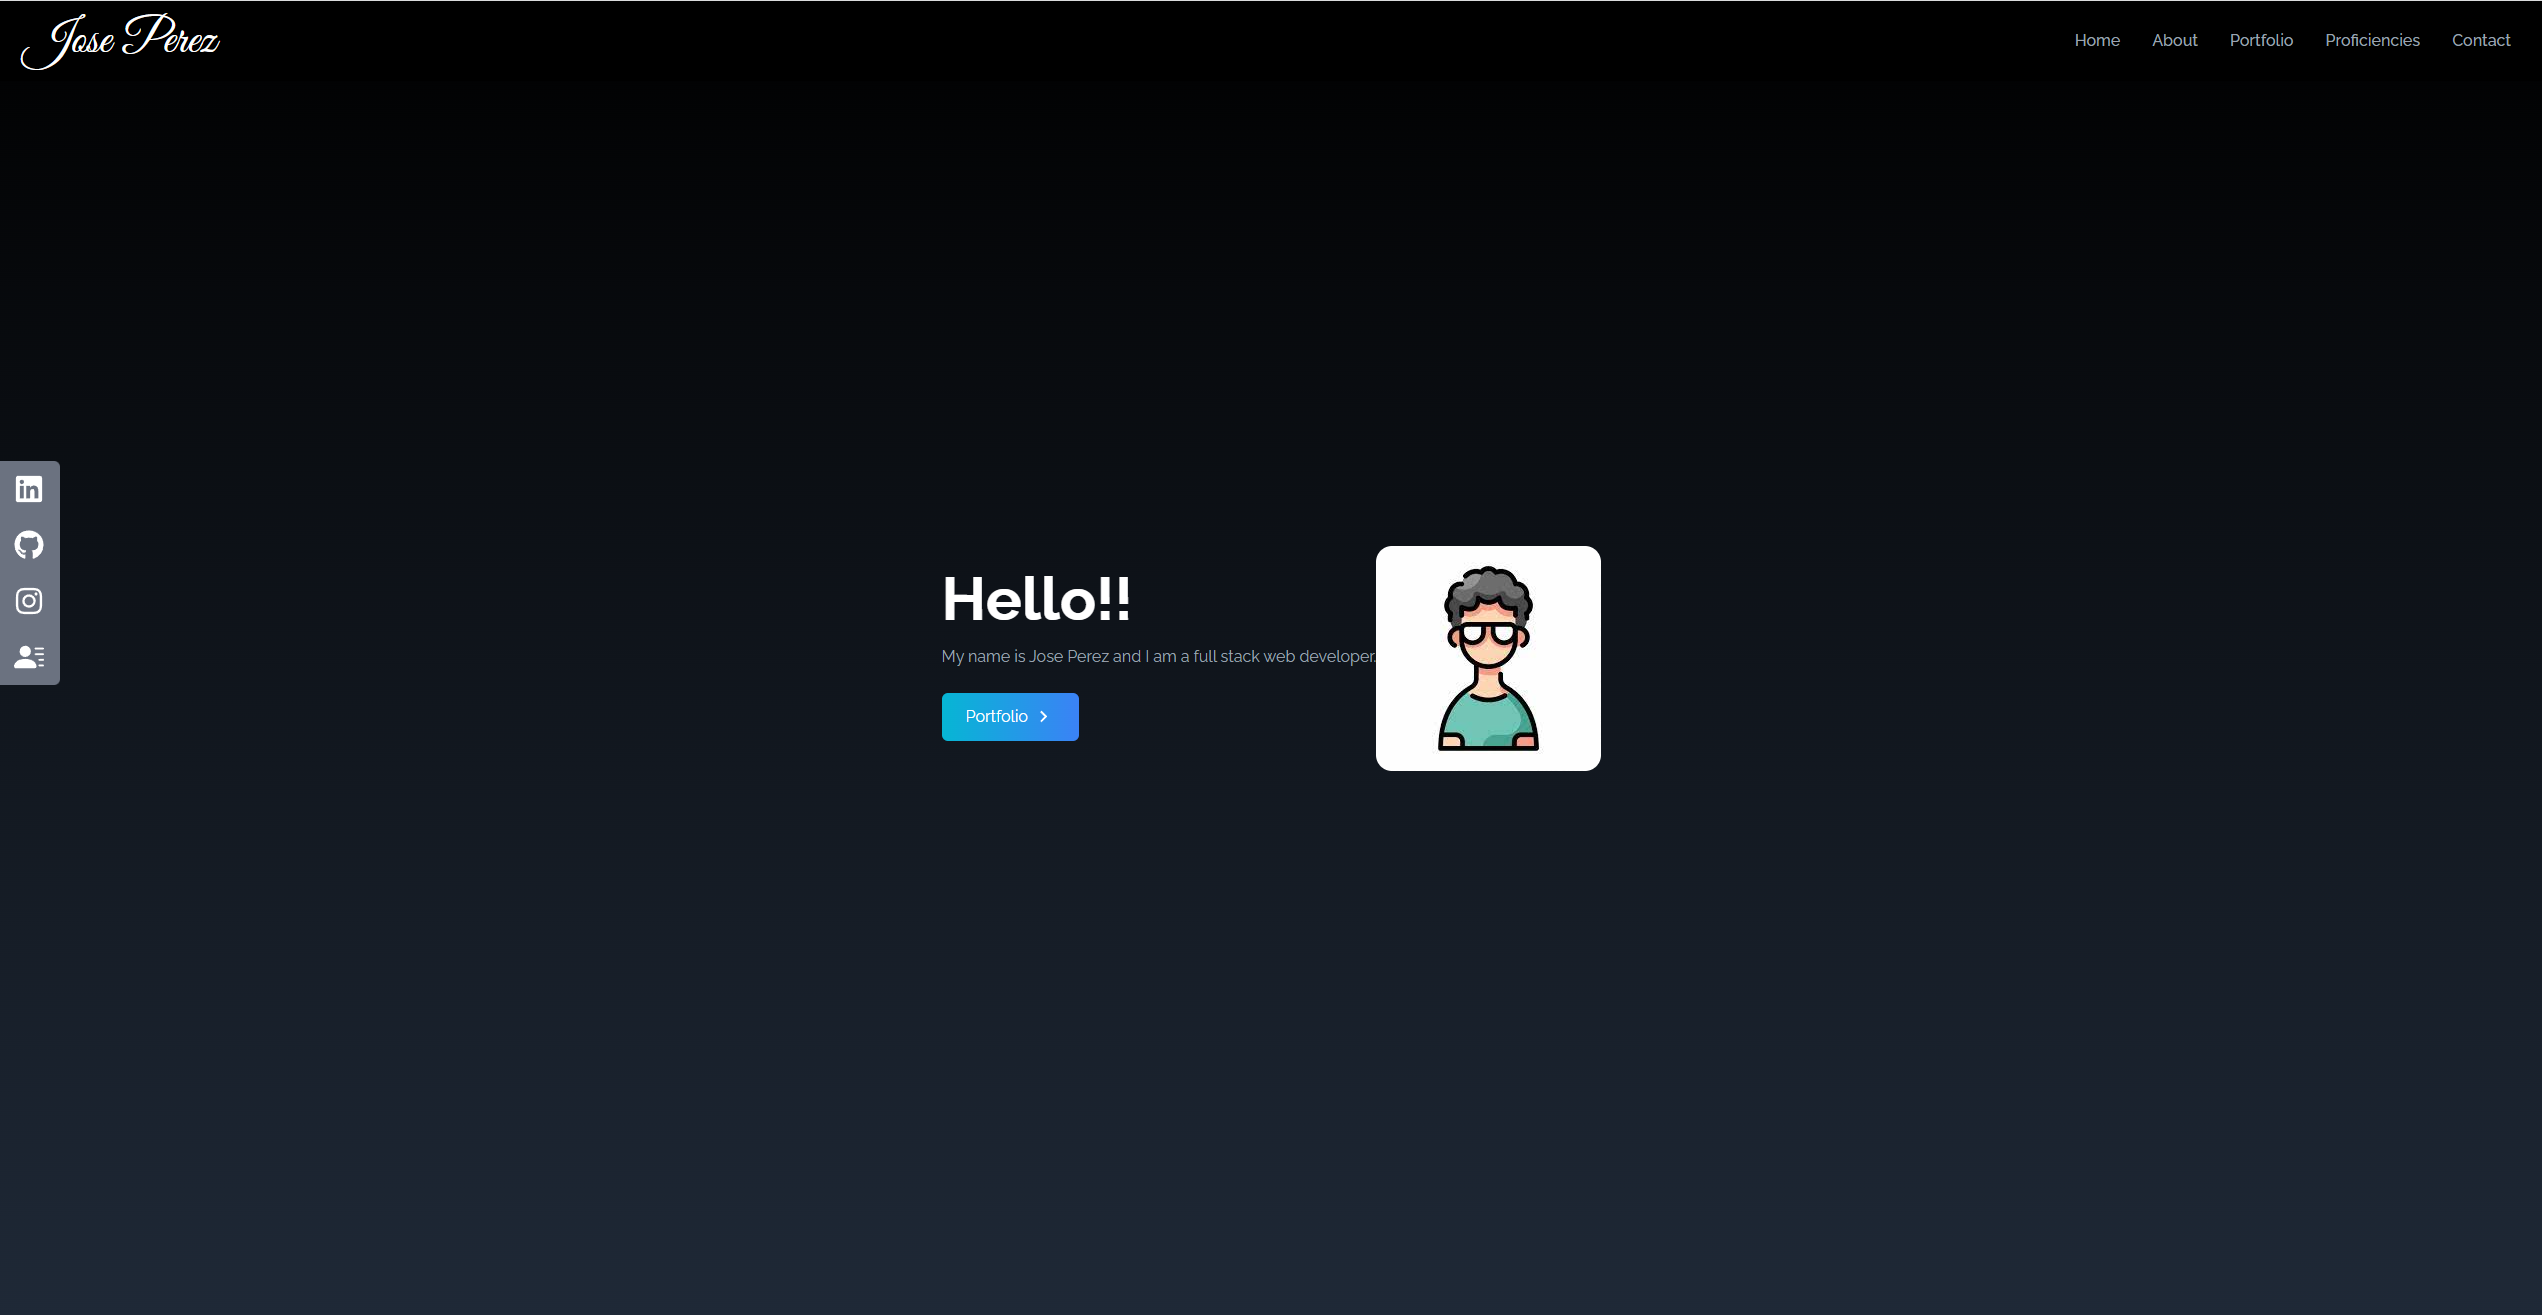 Jose Perez
Home About Portfolio Proficiencies Contact
in
Hello!!
My name is Jose Perez and I am a full stack web developer.
Portfolio